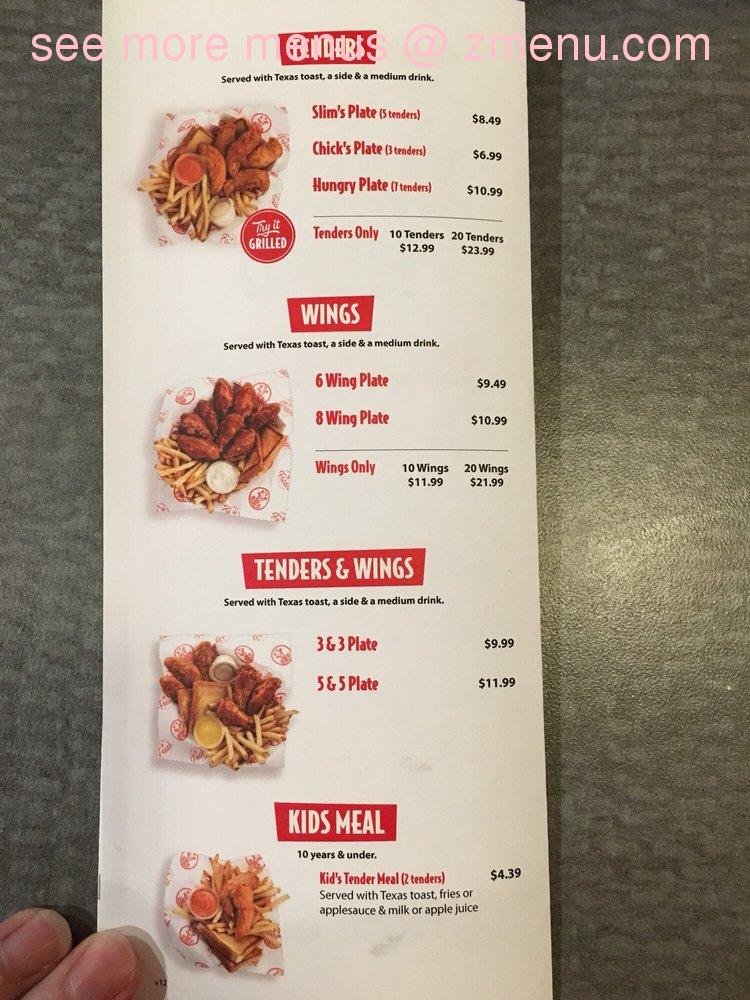 see more menus @ zmenu.com
TENDERS
Served with Texas toast, a side & a medium drink.
Slim's Plate (5 tenders) $8.49
Chick's Plate (3 tenders) $6.99
Hungry Plate (7 tenders) $10.99
Try it
GRILLED
Tenders Only 10 Tenders 20 Tenders
$12.99 $23.99
WINGS
Served with Texas toast, a side & a medium drink.
6 Wing Plate $9.49
8 Wing Plate $10.99
Wings Only 10 Wings 20 Wings
$11.99 $21.99
TENDERS & WINGS
Served with Texas toast, a side & a medium drink.
3 & 3 Plate $9.99
5 & 5 Plate $11.99
KIDS MEAL
10 years & under.
Kid's Tender Meal (2 tenders) $4.39
Served with Texas toast, fries or
applesauce & milk or apple juice
v12